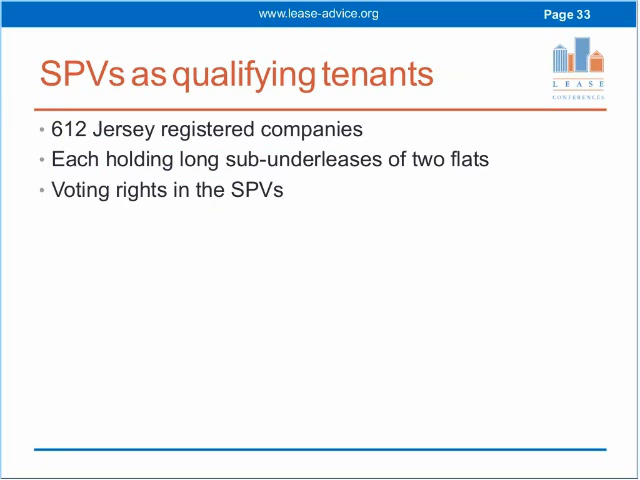 www.lease-advice.org
Page 33
SPVs as qualifying tenants
LEASE
CONFERENCES
• 612 Jersey registered companies
• Each holding long sub-underleases of two flats
• Voting rights in the SPVs